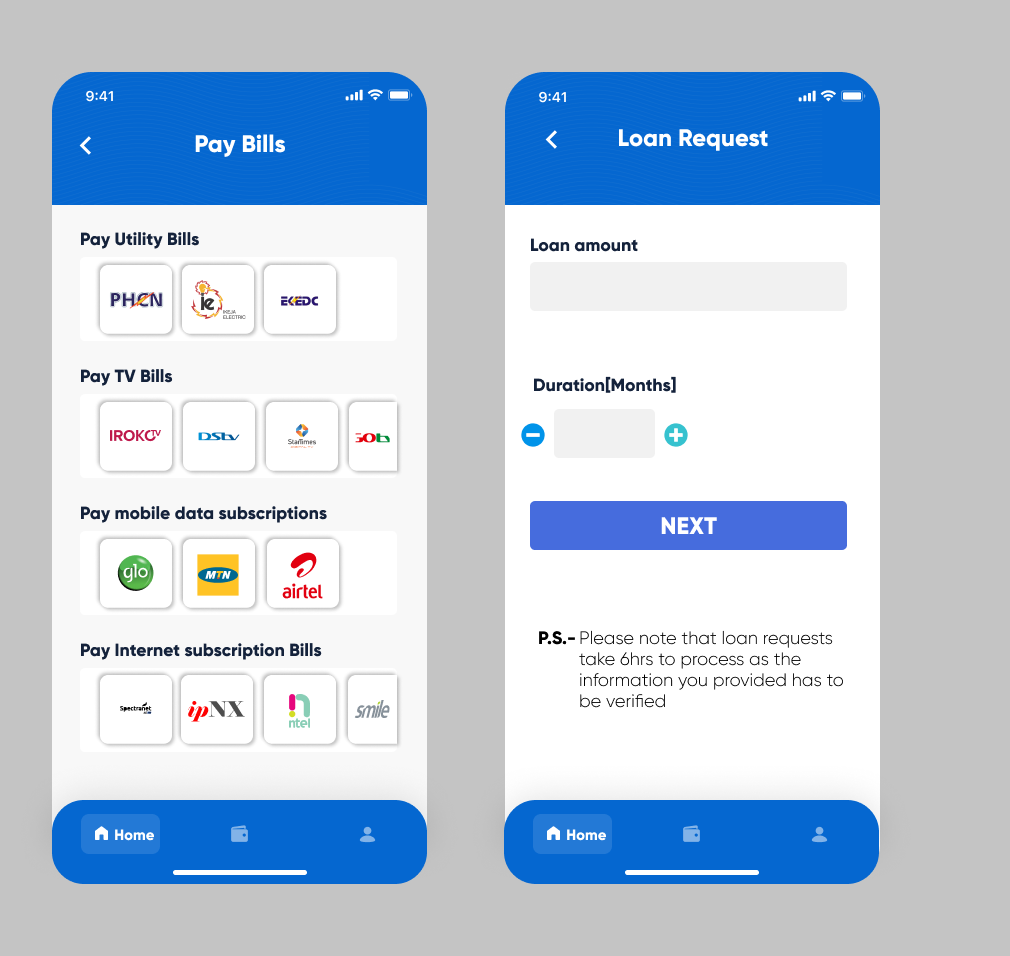 9:41
Pay Bills
Pay Utility Bills
PHCN
ie
IKEJA
ELECTRIC
EKEDC
Pay TV Bills
IROKOTV
DStv
StarTimes
Pay mobile data subscriptions
glo
MTN
airtel
Pay Internet subscription Bills
Spectranet
ipNX
ntel
smile
Home
9:41
Loan Request
Loan amount
Duration[Months]
NEXT
P.S.- Please note that loan requests
take 6hrs to process as the
information you provided has to
be verified
Home